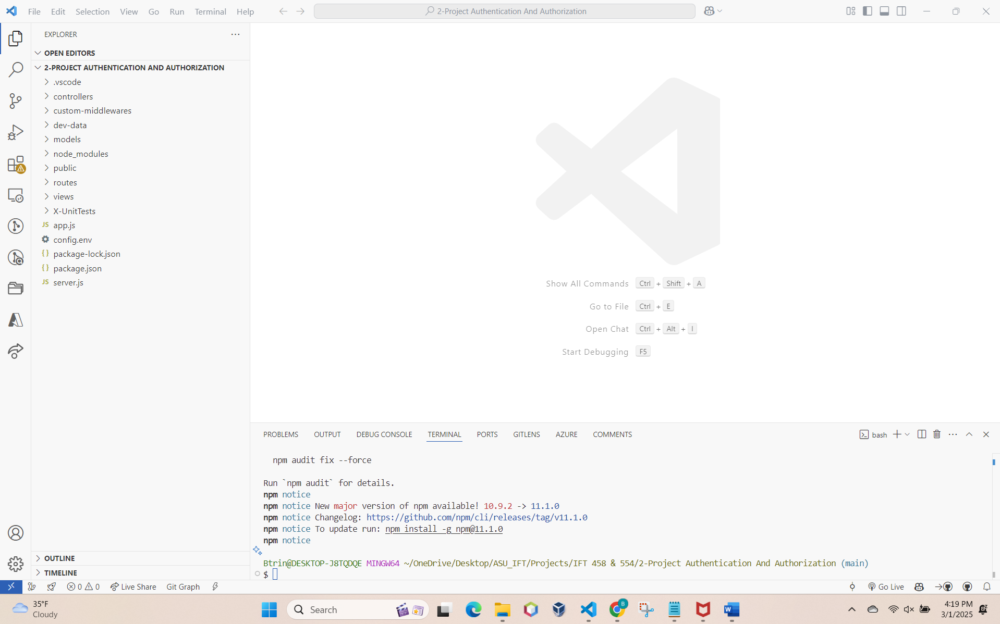 File Edit Selection View Go Run Terminal Help
2-Project Authentication And Authorization
EXPLORER
OPEN EDITORS
2-PROJECT AUTHENTICATION AND AUTHORIZATION
.vscode
controllers
custom-middlewares
dev-data
models
node_modules
public
routes
views
X-UnitTests
JS app.js
config.env
{} package-lock.json
{} package.json
JS server.js
OUTLINE
TIMELINE
Show All Commands Ctrl + Shift + A
Go to File Ctrl + E
Open Chat Ctrl + Alt + I
Start Debugging F5
PROBLEMS OUTPUT DEBUG CONSOLE TERMINAL PORTS GITLENS AZURE COMMENTS
bash
npm audit fix --force
Run `npm audit` for details.
npm notice
npm notice New major version of npm available! 10.9.2 -> 11.1.0
npm notice Changelog: https://github.com/npm/cli/releases/tag/v11.1.0
npm notice To update run: npm install -g npm@11.1.0
npm notice
Btrin@DESKTOP-J8TQDQE MINGW64 ~/OneDrive/Desktop/ASU_IFT/Projects/IFT 458 & 554/2-Project Authentication And Authorization (main)
$
0 0 Live Share Git Graph
Go Live
35°F
Cloudy
Search
B
W
4:19 PM
3/1/2025